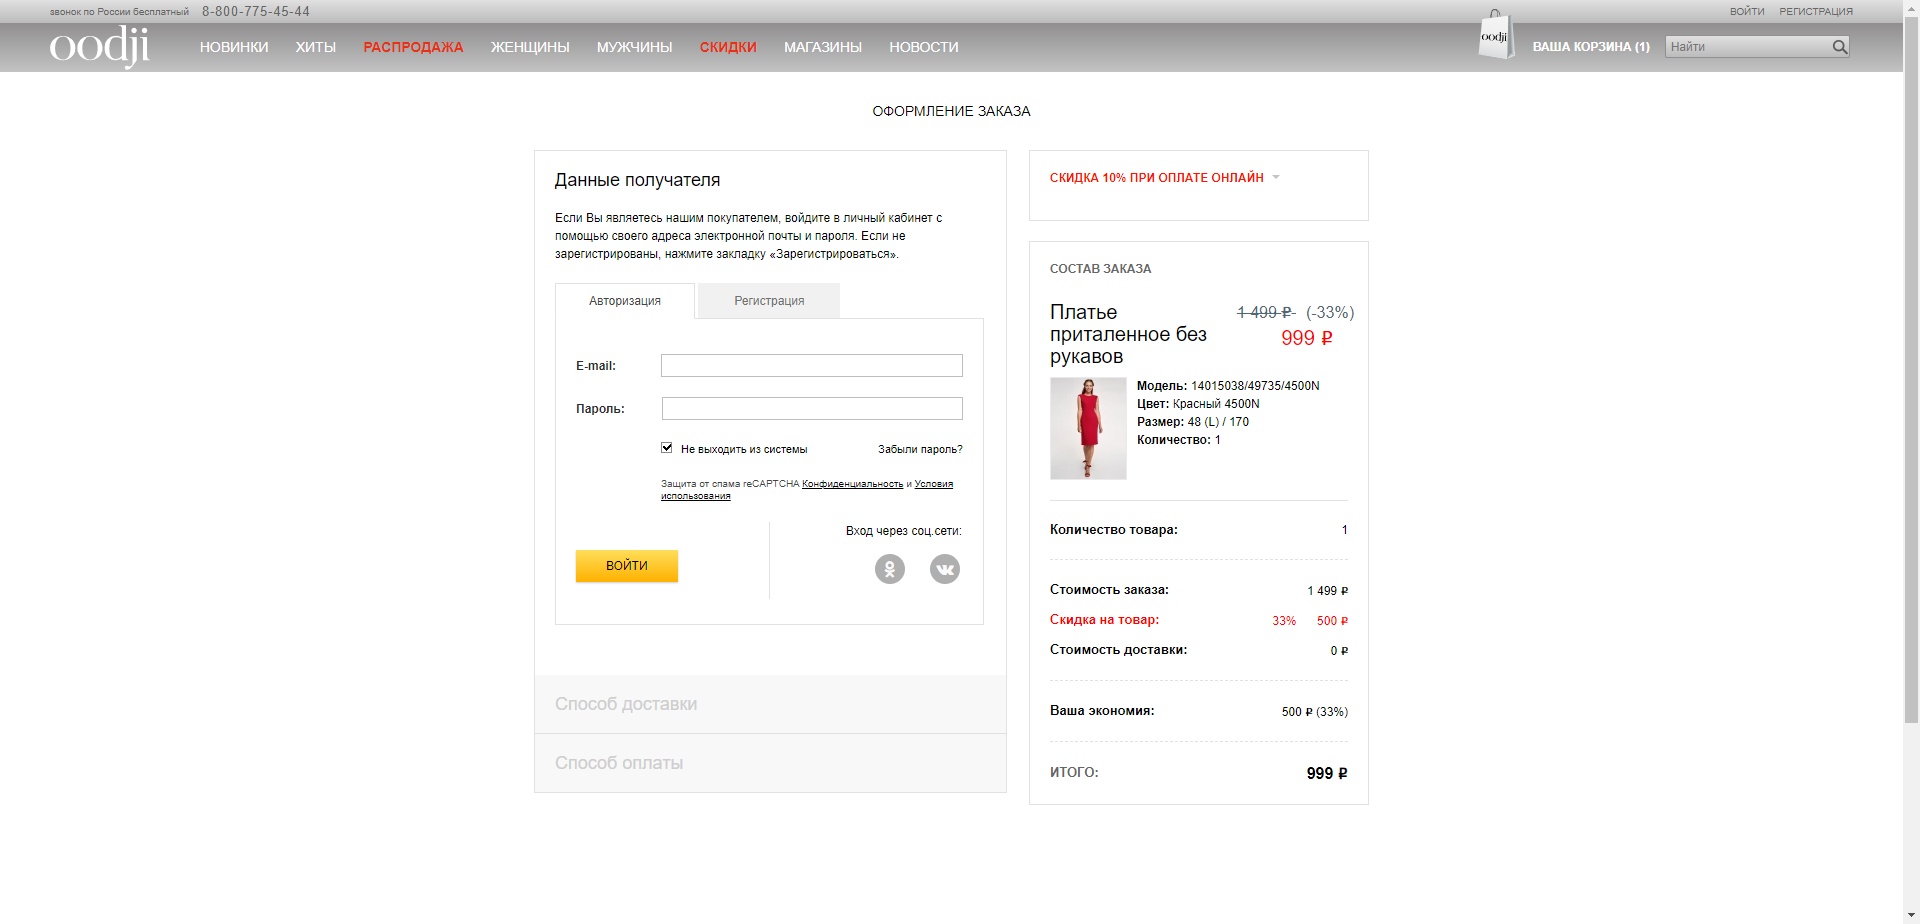 звонок по России бесплатный 8-800-775-45-44
ВОЙТИ РЕГИСТРАЦИЯ
oodji
НОВИНКИ ХИТЫ РАСПРОДАЖА ЖЕНЩИНЫ МУЖЧИНЫ СКИДКИ МАГАЗИНЫ НОВОСТИ
oodji
ВАША КОРЗИНА (1)
Найти
ОФОРМЛЕНИЕ ЗАКАЗА
Данные получателя
Если Вы являетесь нашим покупателем, войдите в личный кабинет с
помощью своего адреса электронной почты и пароля. Если не
зарегистрированы, нажмите закладку «Зарегистрироваться».
Авторизация
Регистрация
E-mail:
Пароль:
Не выходить из системы
Забыли пароль?
Защита от спама reCAPTCHA Конфиденциальность и Условия
использования
ВОЙТИ
Вход через соц.сети:
Способ доставки
Способ оплаты
СКИДКА 10% ПРИ ОПЛАТЕ ОНЛАЙН
СОСТАВ ЗАКАЗА
Платье
приталенное без
рукавов
1 499 ₽ (-33%)
999 ₽
Модель: 14015038/49735/4500N
Цвет: Красный 4500N
Размер: 48 (L) / 170
Количество: 1
Количество товара: 1
Стоимость заказа: 1 499 ₽
Скидка на товар: 33% 500 ₽
Стоимость доставки: 0 ₽
Ваша экономия: 500 ₽ (33%)
ИТОГО: 999 ₽